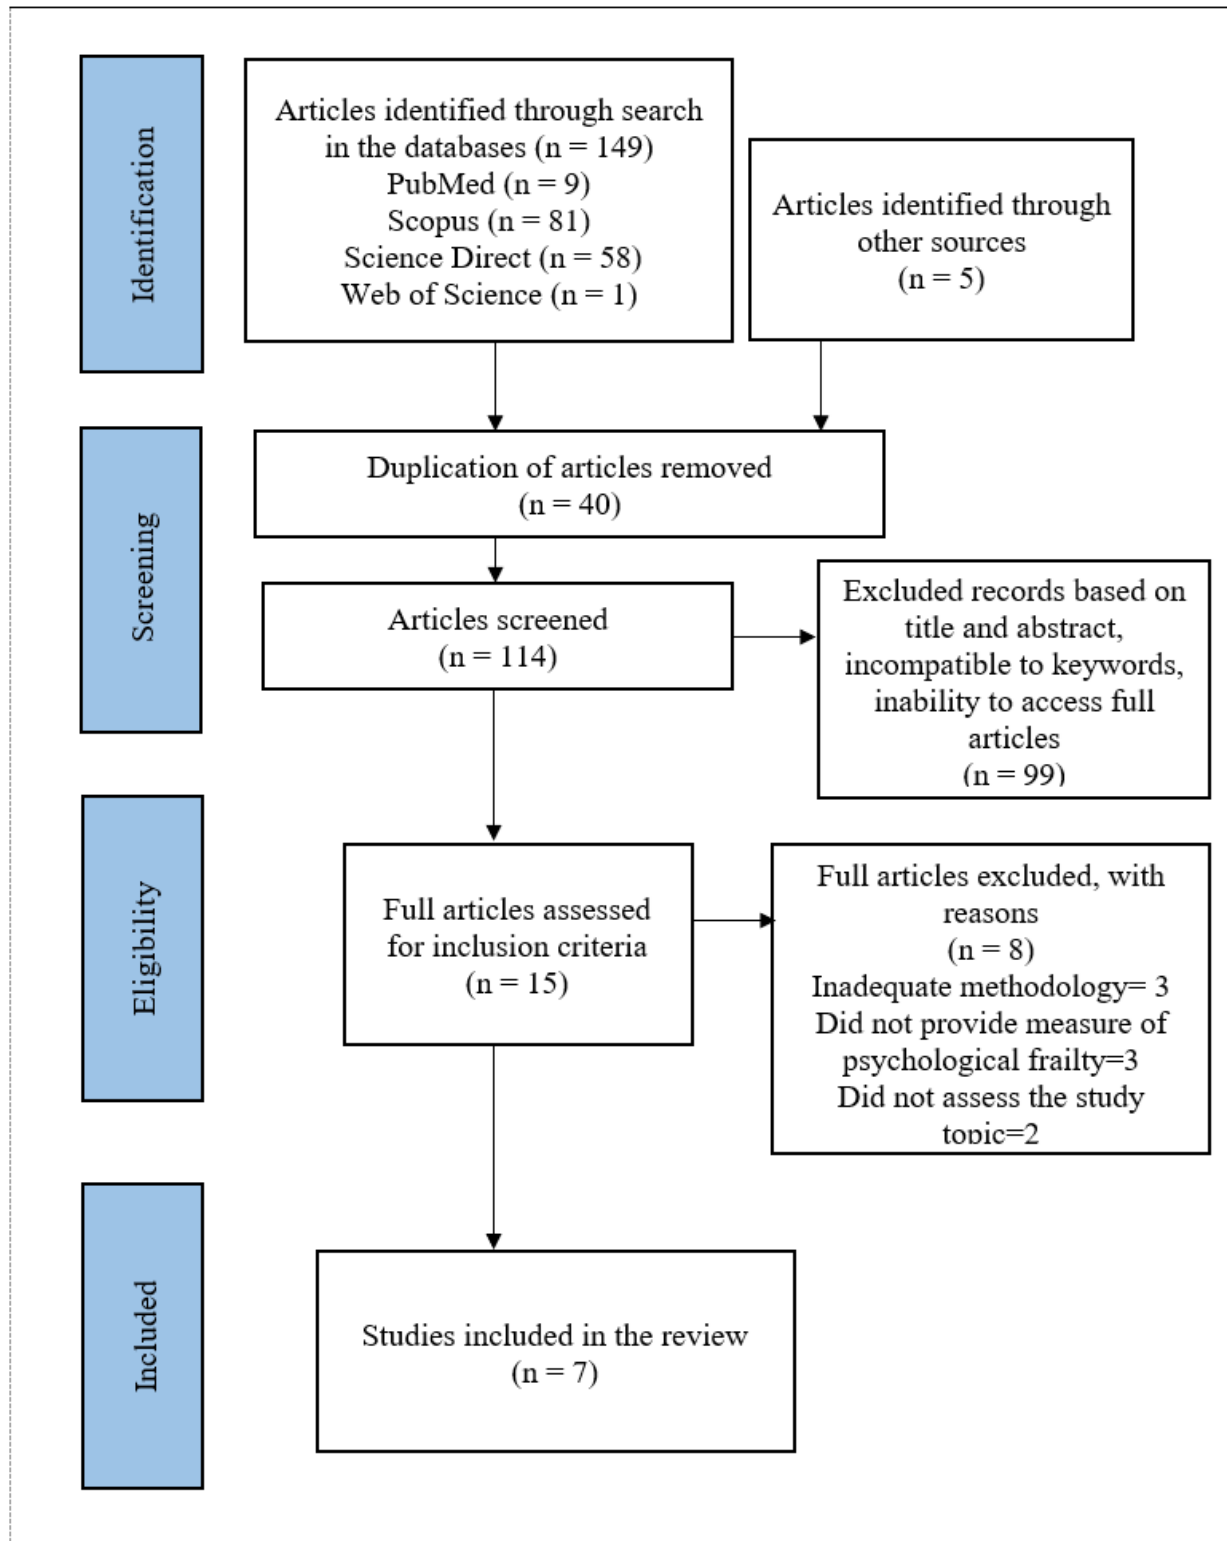 Identification
Articles identified through search
in the databases (n = 149)
PubMed (n = 9)
Scopus (n = 81)
Science Direct (n = 58)
Web of Science (n = 1)
Articles identified through
other sources
(n = 5)
Screening
Duplication of articles removed
(n = 40)
Articles screened
(n = 114)
Excluded records based on
title and abstract,
incompatible to keywords,
inability to access full
articles
(n = 99)
Eligibility
Full articles assessed
for inclusion criteria
(n = 15)
Full articles excluded, with
reasons
(n = 8)
Inadequate methodology= 3
Did not provide measure of
psychological frailty=3
Did not assess the study
topic=2
Included
Studies included in the review
(n = 7)